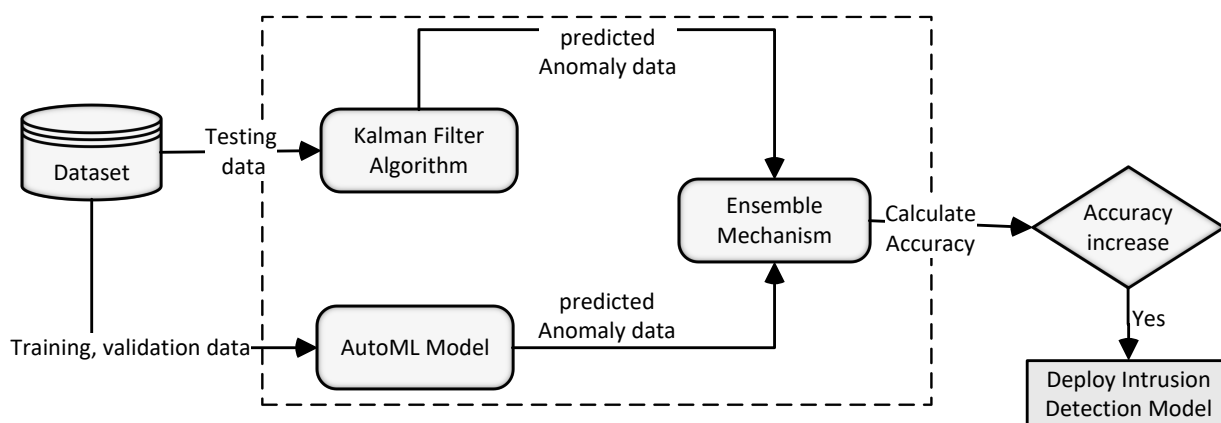 predicted
Anomaly data
Dataset
Testing
data
Kalman Filter
Algorithm
Ensemble
Mechanism
Calculate
Accuracy
Accuracy
increase
Training, validation data
AutoML Model
predicted
Anomaly data
Yes
Deploy Intrusion
Detection Model